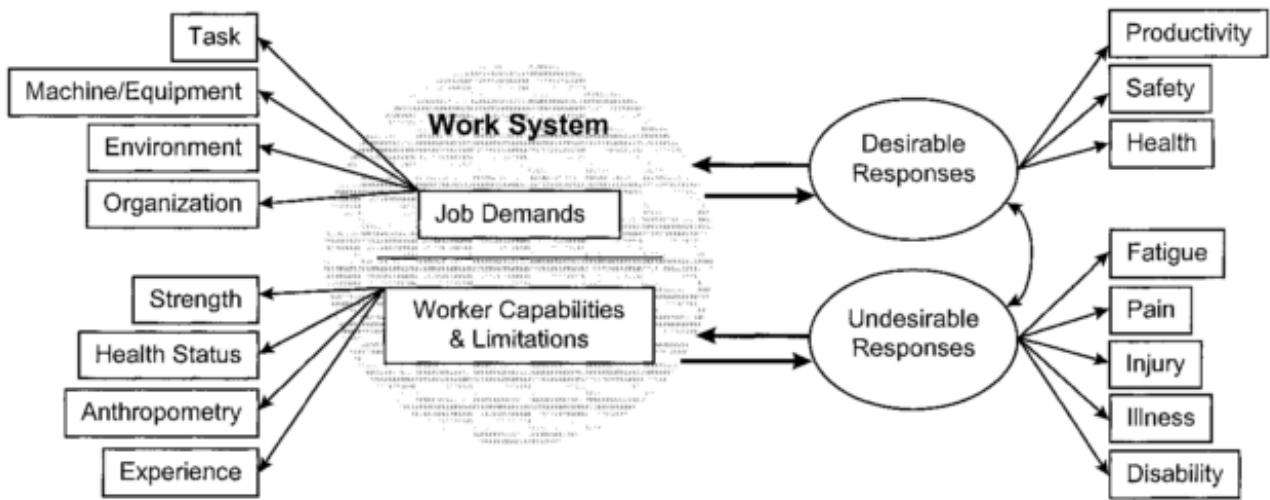 Task
Machine/Equipment
Environment
Organization
Strength
Health Status
Anthropometry
Experience
Work System
Job Demands
Worker Capabilities
& Limitations
Desirable
Responses
Undesirable
Responses
Productivity
Safety
Health
Fatigue
Pain
Injury
Illness
Disability